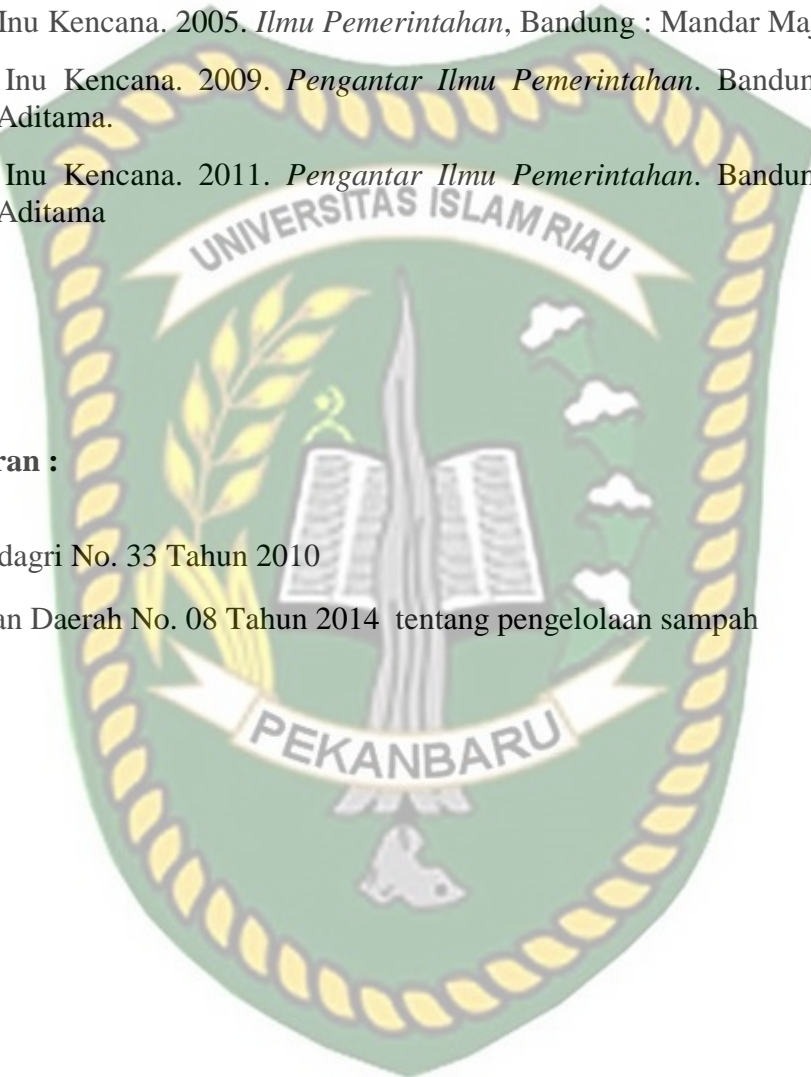 Inu Kencana. 2005. Ilmu Pemerintahan, Bandung : Mandar Maj
Inu Kencana. 2009. Pengantar Ilmu Pemerintahan. Bandun
Aditama.
Inu Kencana. 2011. Pengantar Ilmu Pemerintahan. Bandun
Aditama
UNIVERSITAS ISLAM RIAU
ran :
dagri No. 33 Tahun 2010
an Daerah No. 08 Tahun 2014 tentang pengelolaan sampah
PEKANBARU